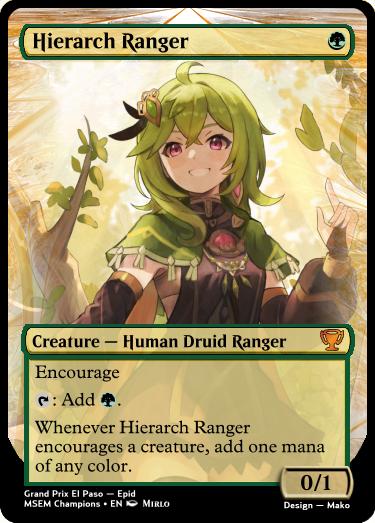 Hierarch Ranger
Creature — Human Druid Ranger
Encourage
: Add .
Whenever Hierarch Ranger
encourages a creature, add one mana
of any color.
0/1
Grand Prix El Paso — Epid
MSEM Champions • EN Mirlo
Design — Mako